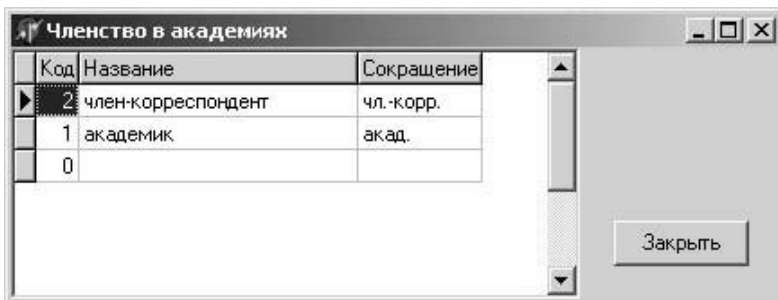 Членство в академиях
Код Название Сокращение
2 член-корреспондент чл.-корр.
1 академик акад.
0
Закрыть